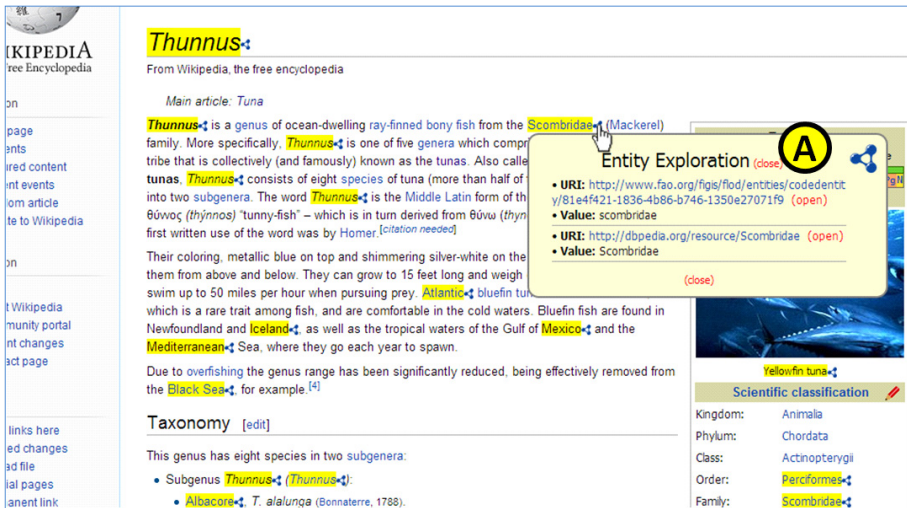 IKIPEDIA
ree Encyclopedia
on
page
ents
ured content
nt events
lom article
te to Wikipedia
on
t Wikipedia
munity portal
nt changes
act page
links here
ed changes
ad file
ial pages
anent link
Thunnus
From Wikipedia, the free encyclopedia
Main article: Tuna
Thunnus is a genus of ocean-dwelling ray-finned bony fish from the Scombridae (Mackerel)
family. More specifically, Thunnus is one of five genera which compr
tribe that is collectively (and famously) known as the tunas. Also calle
tunas, Thunnus consists of eight species of tuna (more than half of
into two subgenera. The word Thunnus is the Middle Latin form of th
θύννος (thýnnos) "tunny-fish" – which is in turn derived from θύνω (thyn
first written use of the word was by Homer.[citation needed]
Their coloring, metallic blue on top and shimmering silver-white on the
them from above and below. They can grow to 15 feet long and weigh
swim up to 50 miles per hour when pursuing prey. Atlantic bluefin tun
which is a rare trait among fish, and are comfortable in the cold waters. Bluefin fish are found in
Newfoundland and Iceland, as well as the tropical waters of the Gulf of Mexico and the
Mediterranean Sea, where they go each year to spawn.
Due to overfishing the genus range has been significantly reduced, being effectively removed from
the Black Sea, for example.[4]
Taxonomy [edit]
This genus has eight species in two subgenera:
• Subgenus Thunnus (Thunnus):
• Albacore, T. alalunga (Bonnaterre, 1788).
A
Entity Exploration (close)
• URI: http://www.fao.org/figis/flod/entities/codedentit
y/81e4f421-1836-4b86-b746-1350e27071f9 (open)
• Value: scombridae
• URI: http://dbpedia.org/resource/Scombridae (open)
• Value: Scombridae
(close)
Yellowfin tuna
Scientific classification
Kingdom: Animalia
Phylum: Chordata
Class: Actinopterygii
Order: Perciformes
Family: Scombridae